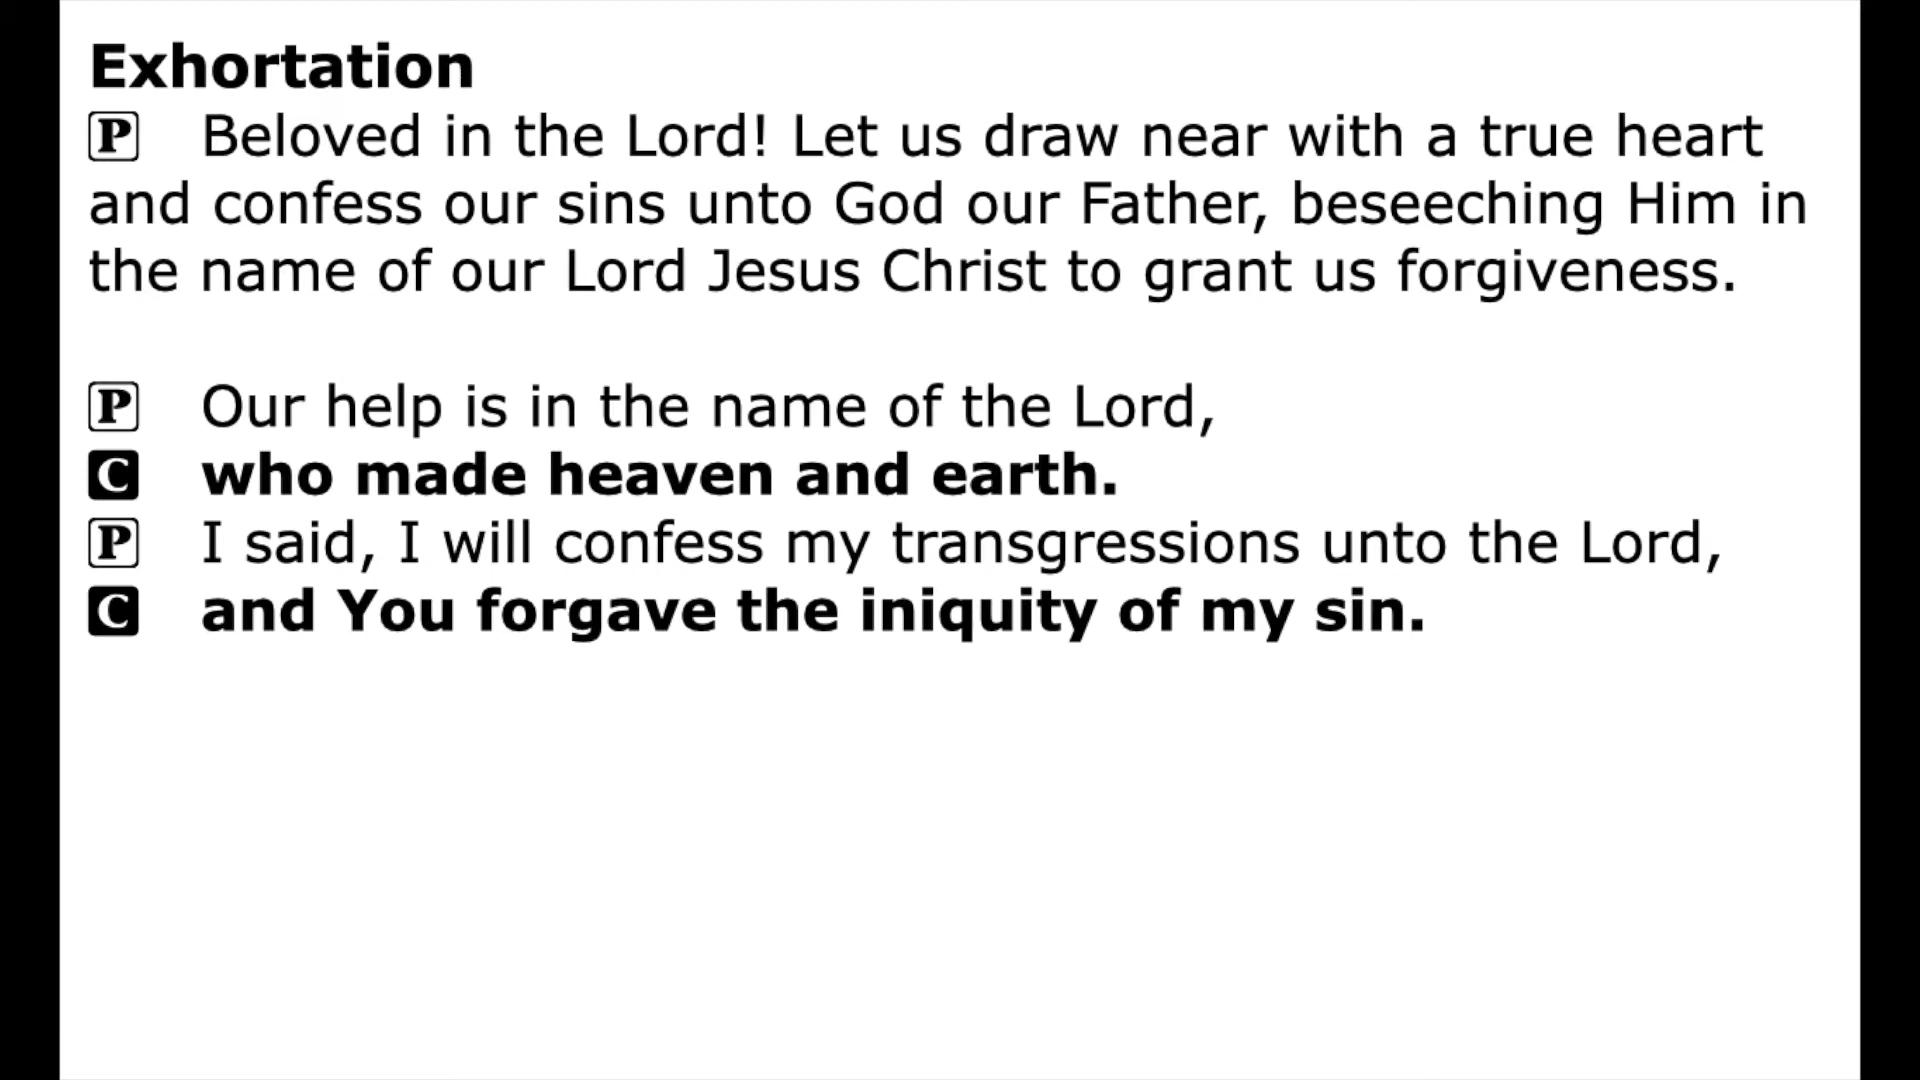 Exhortation
P Beloved in the Lord! Let us draw near with a true heart
and confess our sins unto God our Father, beseeching Him in
the name of our Lord Jesus Christ to grant us forgiveness.
P Our help is in the name of the Lord,
C who made heaven and earth.
P I said, I will confess my transgressions unto the Lord,
C and You forgave the iniquity of my sin.